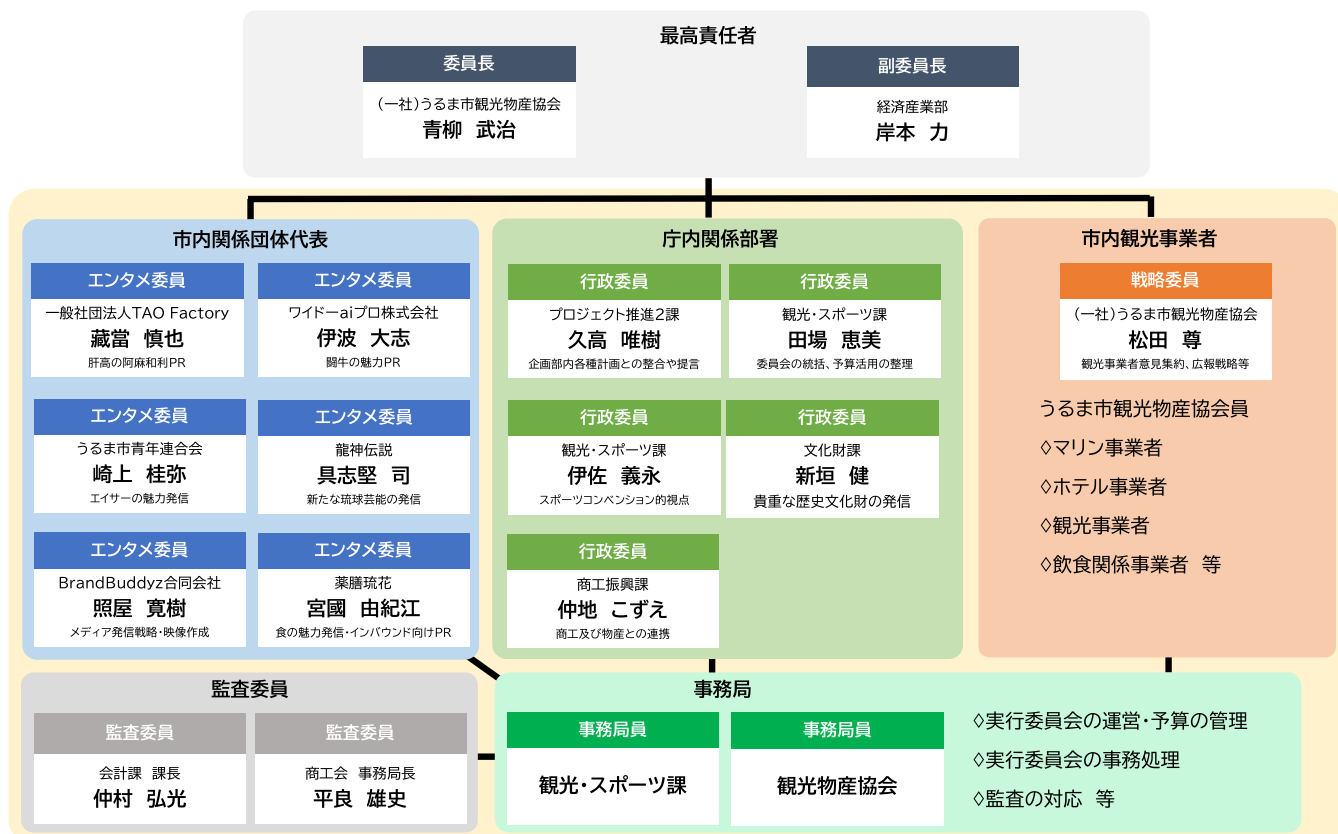 最高責任者
委員長
（一社）うるま市観光物産協会
青柳　武治
副委員長
経済産業部
岸本　力
市内関係団体代表
エンタメ委員
一般社団法人TAO Factory
藏當　慎也
肝高の阿麻和利PR
エンタメ委員
ワイドーaiプロ株式会社
伊波　大志
闘牛の魅力PR
エンタメ委員
うるま市青年連合会
崎上　桂弥
エイサーの魅力発信
エンタメ委員
龍神伝説
具志堅　司
新たな琉球芸能の発信
エンタメ委員
BrandBuddyz合同会社
照屋　寛樹
メディア発信戦略・映像作成
エンタメ委員
薬膳琉花
宮國　由紀江
食の魅力発信・インバウンド向けPR
庁内関係部署
行政委員
プロジェクト推進2課
久高　唯樹
企画部内各種計画との整合や提言
行政委員
観光・スポーツ課
田場　恵美
委員会の統括、予算活用の整理
行政委員
観光・スポーツ課
伊佐　義永
スポーツコンベンション的視点
行政委員
文化財課
新垣　健
貴重な歴史文化財の発信
行政委員
商工振興課
仲地　こずえ
商工及び物産との連携
市内観光事業者
戦略委員
（一社）うるま市観光物産協会
松田　尊
観光事業者意見集約、広報戦略等
うるま市観光物産協会員
◊マリン事業者
◊ホテル事業者
◊観光事業者
◊飲食関係事業者　等
監査委員
監査委員
会計課　課長
仲村　弘光
監査委員
商工会　事務局長
平良　雄史
事務局
事務局員
観光・スポーツ課
事務局員
観光物産協会
◊実行委員会の運営・予算の管理
◊実行委員会の事務処理
◊監査の対応　等